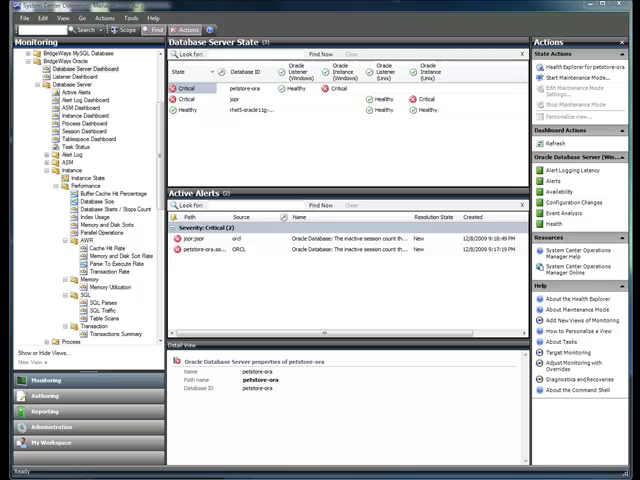 System Center Operations Manager
File Edit View Go Actions Tools Help
Search Scope Find Actions
Monitoring
BridgeWays MySQL Database
BridgeWays Oracle
Database Server Dashboard
Listener Dashboard
Database Server
Active Alerts
Alert Log Dashboard
ASM Dashboard
Instance Dashboard
Process Dashboard
Session Dashboard
Tablespace Dashboard
Task Status
Alert Log
ASM
Instance
Instance State
Performance
Buffer Cache Hit Percentage
Database Size
Database Starts / Stops Count
Index Usage
Memory and Disk Sorts
Parallel Operations
AWR
Cache Hit Rate
Memory and Disk Sort Rate
Parse To Execute Rate
Transaction Rate
Memory
Memory Utilization
SQL
SQL Parses
SQL Traffic
Table Scans
Transaction
Transactions Summary
Process
Show or Hide Views...
New View
Monitoring
Authoring
Reporting
Administration
My Workspace
Ready
Database Server State (3)
Look for: Find Now Clear X
State Database ID Oracle Listener (Windows) Oracle Instance (Windows) Oracle Listener (Unix) Oracle Instance (Unix)
Critical petstore-ora Healthy Critical
Critical jopr Healthy Critical
Healthy rhel5-oracle11g-... Healthy Healthy
Active Alerts (2)
Look for: Find Now Clear X
Path Source Name Resolution State Created
Severity: Critical (2)
jopr;jopr ord Oracle Database: The inactive session count th... New 12/8/2009 9:18:49 PM
petstore-ora.sa... ORCL Oracle Database: The inactive session count th... New 12/8/2009 9:17:19 PM
Detail View
Oracle Database Server properties of petstore-ora
Name petstore-ora
Path name petstore-ora
Database ID petstore-ora
Actions X
State Actions
Health Explorer for petstore-ora
Start Maintenance Mode...
Edit Maintenance Mode Settings...
Stop Maintenance Mode
Personalize view...
Dashboard Actions
Refresh
Oracle Database Server (Win...
Alert Logging Latency
Alerts
Availability
Configuration Changes
Event Analysis
Health
Resources
System Center Operations Manager Help
System Center Operations Manager Online
Help
About the Health Explorer
About Maintenance Mode
Add New Views of Monitoring
How to Personalize a View
About Tasks
Target Monitoring
Adjust Monitoring with Overrides
Diagnostics and Recoveries
About the Command Shell